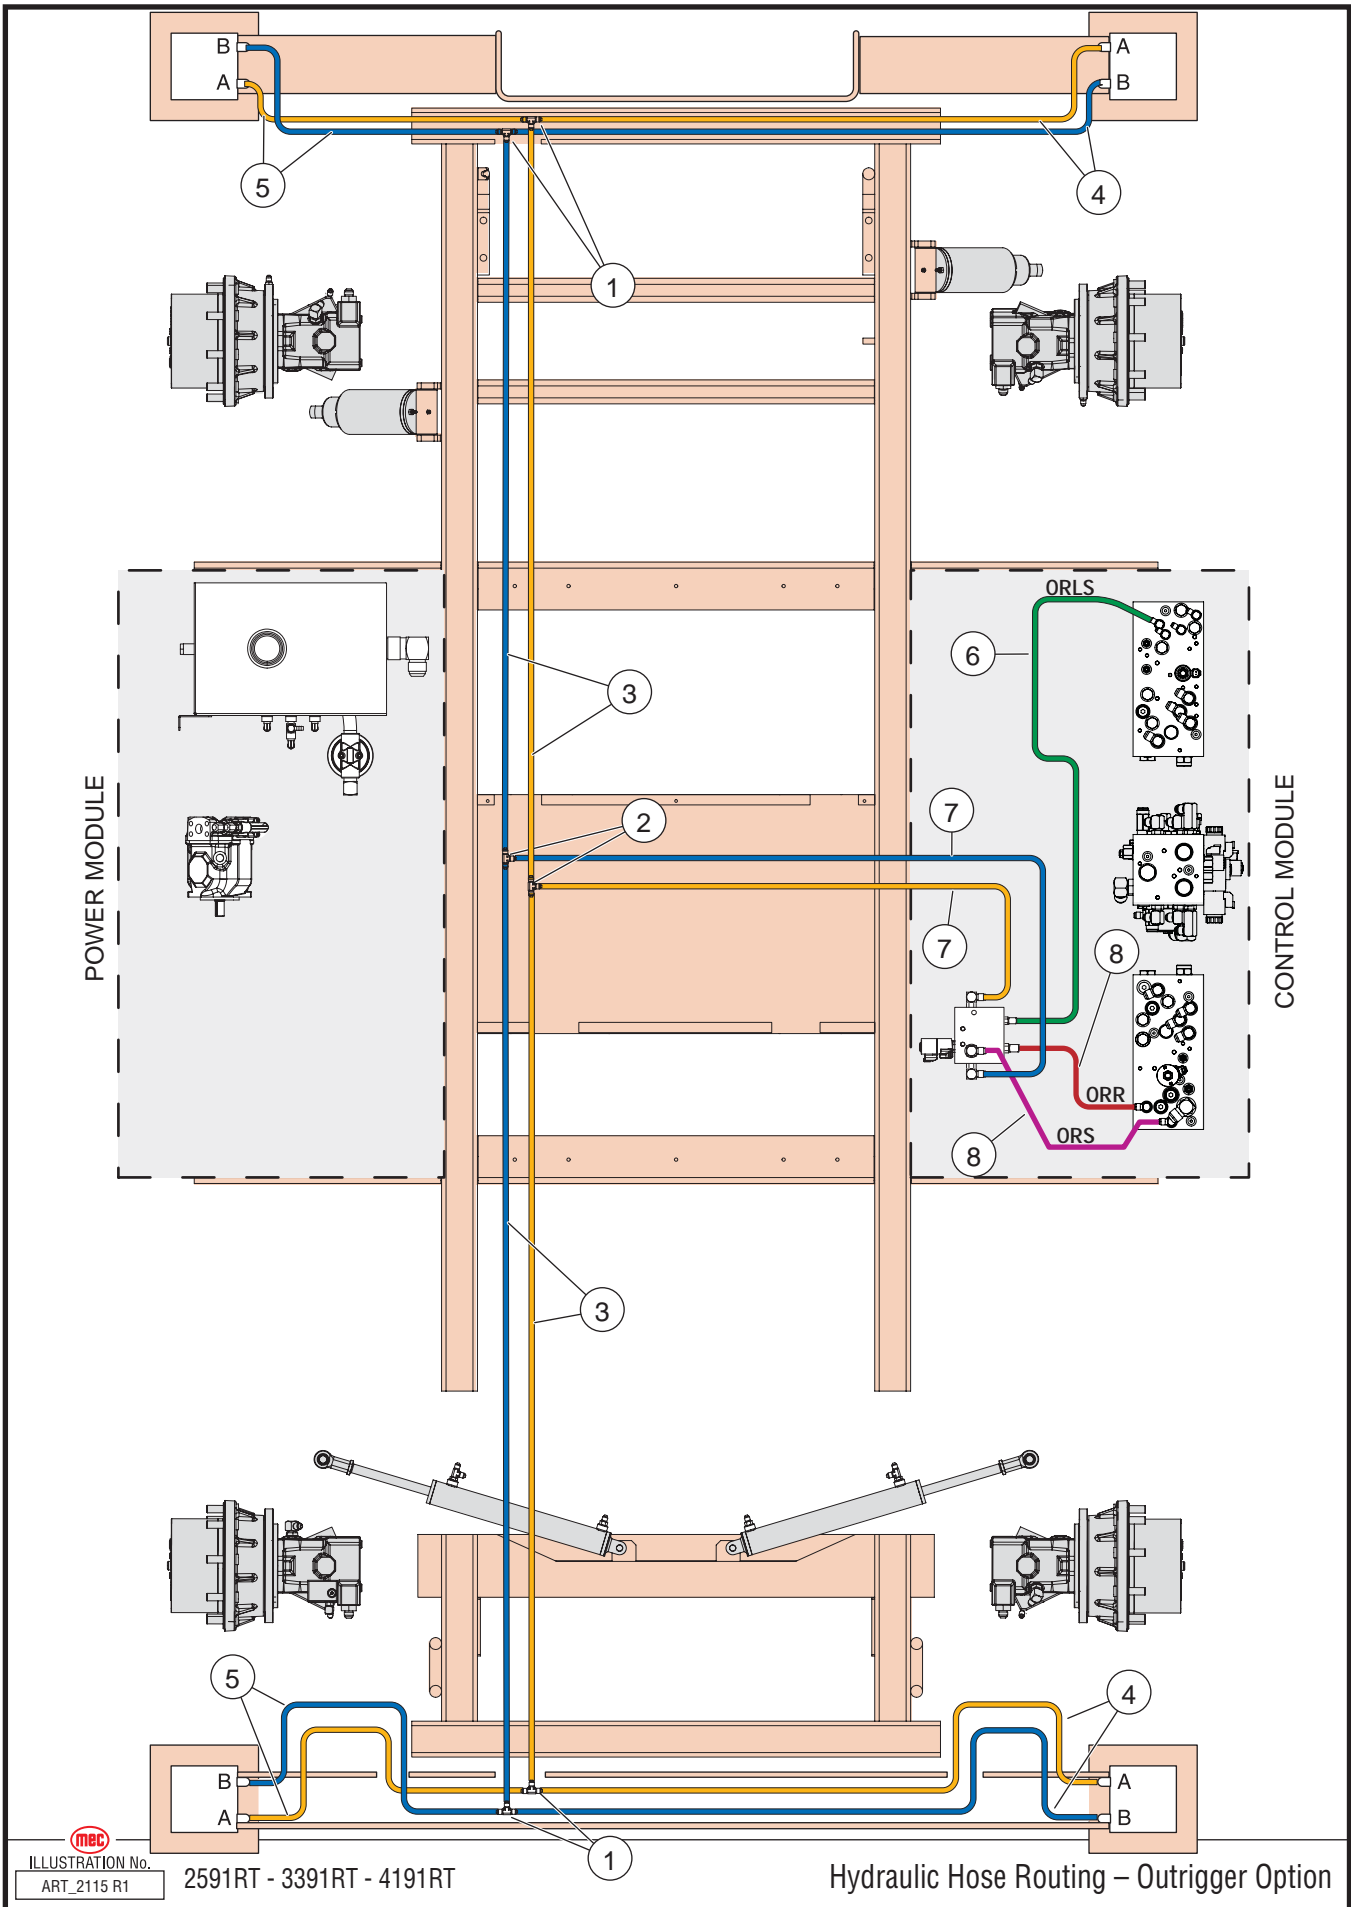 B
A
A
B
5
4
1
ORLS
6
3
POWER MODULE
CONTROL MODULE
2
7
7
8
ORR
ORS
8
3
5
4
B
A
A
B
1
mec
ILLUSTRATION No.
ART_2115 R1
2591RT - 3391RT - 4191RT
Hydraulic Hose Routing – Outrigger Option